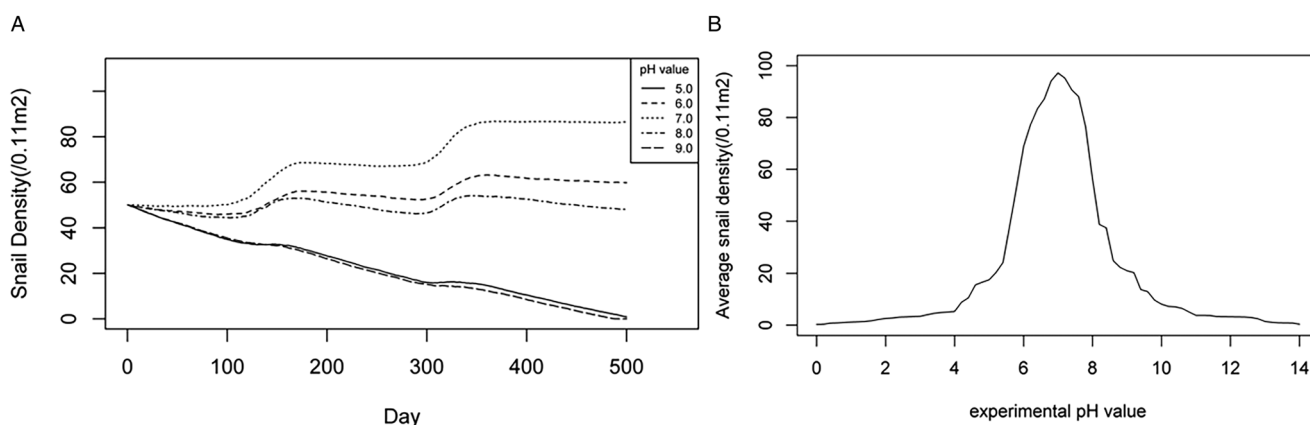 A
Snail Density(/0.11m2)
0 20 40 60 80
0 100 200 300 400 500
Day
pH value
5.0
6.0
7.0
8.0
9.0
B
Average snail density(/0.11m2)
0 20 40 60 80 100
0 2 4 6 8 10 12 14
experimental pH value